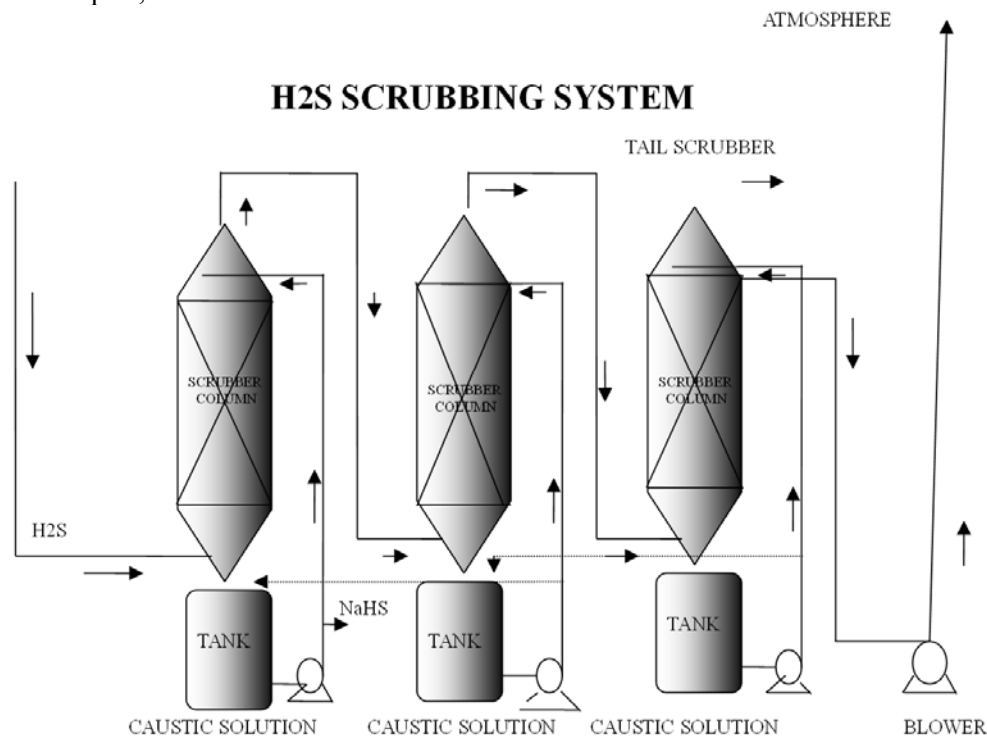 ATMOSPHERE
H2S SCRUBBING SYSTEM
TAIL SCRUBBER
SCRUBBER
COLUMN
SCRUBBER
COLUMN
SCRUBBER
COLUMN
H2S
NaHS
TANK
TANK
TANK
CAUSTIC SOLUTION
CAUSTIC SOLUTION
CAUSTIC SOLUTION
BLOWER